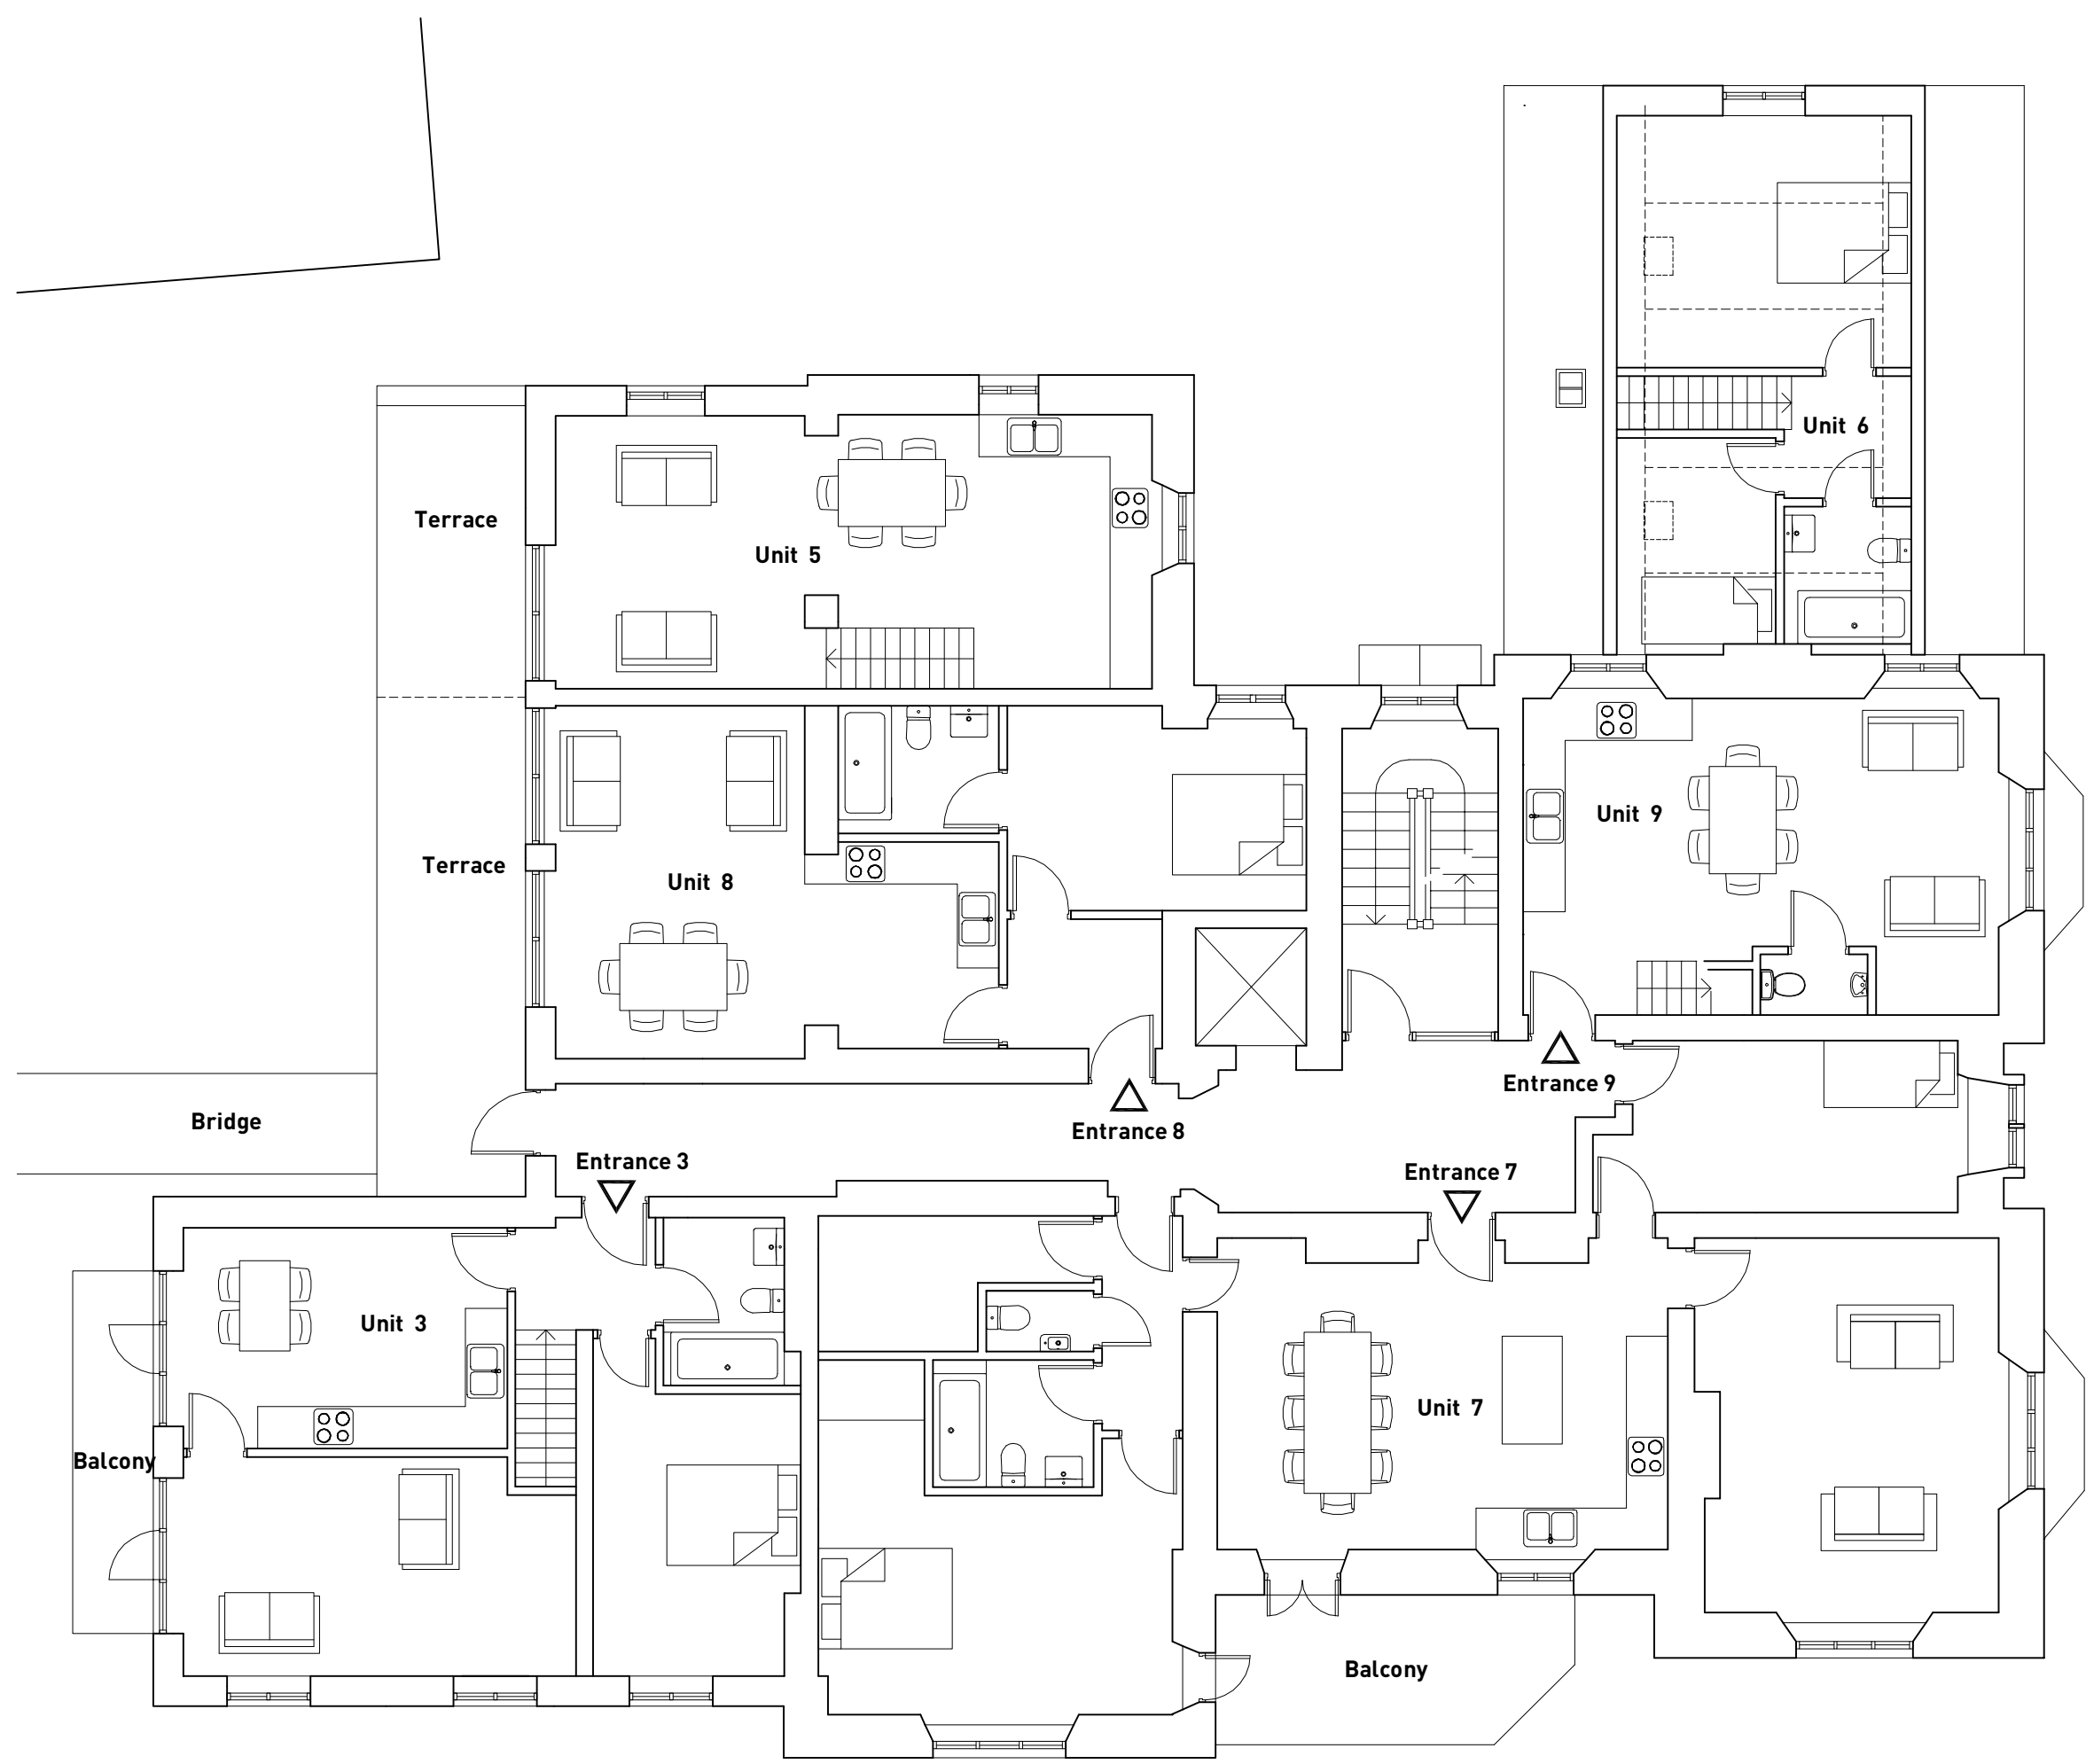 Unit 6
Terrace
Unit 5
Unit 9
Terrace
Unit 8
Entrance 9
Bridge
Entrance 8
Entrance 3
Entrance 7
Unit 3
Unit 7
Balcony
Balcony